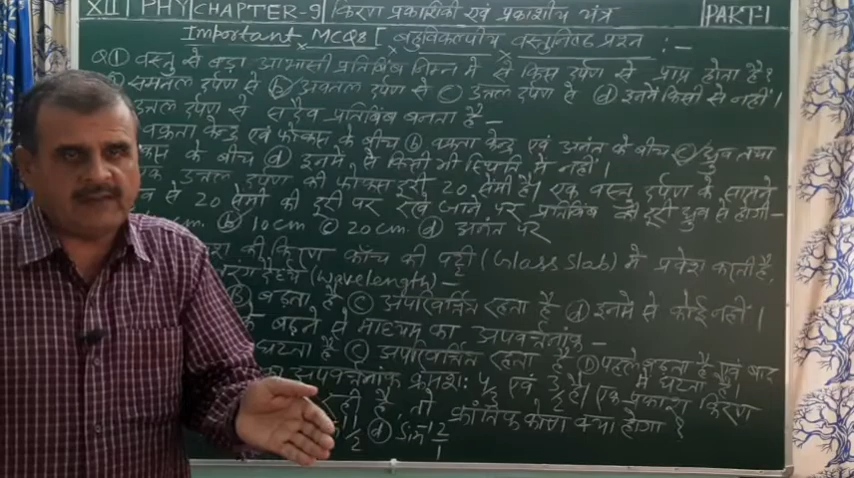 XII PHY CHAPTER-9 किरण प्रकाशिकी एवं प्रकाशीय यंत्र PART-1
Important MCQs [ बहुविकल्पीय वस्तुनिष्ठ प्रश्न :-
Q① वस्तु से बड़ा आभासी प्रतिबिंब निम्न में से किस दर्पण से प्राप्त होता है?
समतल दर्पण से ⓑ अवतल दर्पण से ⓒ उत्तल दर्पण से ⓓ इनमें किसी से नहीं।
उत्तल दर्पण से सदैव प्रतिबिंब बनता है -
वक्रता केन्द्र एवं फोकस के बीच ⓑ वक्रता केन्द्र एवं अनंत के बीच ⓒ ध्रुव तथा
के बीच ⓓ इनमें से किसी भी स्थिति में नहीं।
उत्तल दर्पण की फोकस दूरी 20 सेमी है। एक वस्तु दर्पण के सामने
से 20 सेमी की दूरी पर रखे जाने पर प्रतिबिंब की दूरी ध्रुव से होगी-
cm. ⓑ 10 cm ⓒ 20 cm. ⓓ अनंत पर
की किरण काँच की पट्टी (Glass slab) में प्रवेश करती है,
(wavelength) -
बढ़ता है ⓒ अपरिवर्तित रहता है ⓓ इनमें से कोई नहीं।
बढ़ने से माध्यम का अपवर्त्तनांक -
घटता है ⓒ अपरिवर्तित रहता है ⓓ पहले बढ़ता है एवं बाद में घटता है।
अपवर्त्तनांक क्रमश: 4/3 एवं 3/2 है। एक प्रकाश किरण
रही है, तो क्रांतिक कोण क्या होगा ?
ⓓ Sin⁻¹ 2/1